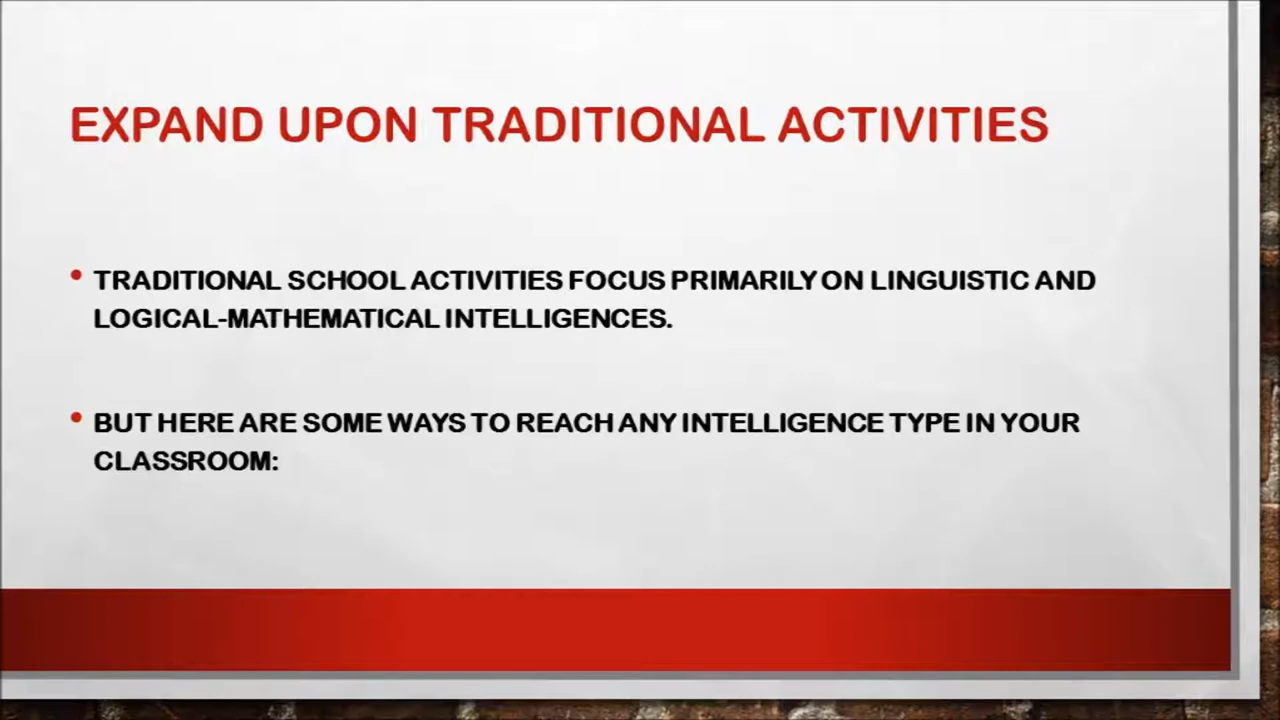 EXPAND UPON TRADITIONAL ACTIVITIES
• TRADITIONAL SCHOOL ACTIVITIES FOCUS PRIMARILY ON LINGUISTIC AND
LOGICAL-MATHEMATICAL INTELLIGENCES.
• BUT HERE ARE SOME WAYS TO REACH ANY INTELLIGENCE TYPE IN YOUR
CLASSROOM: